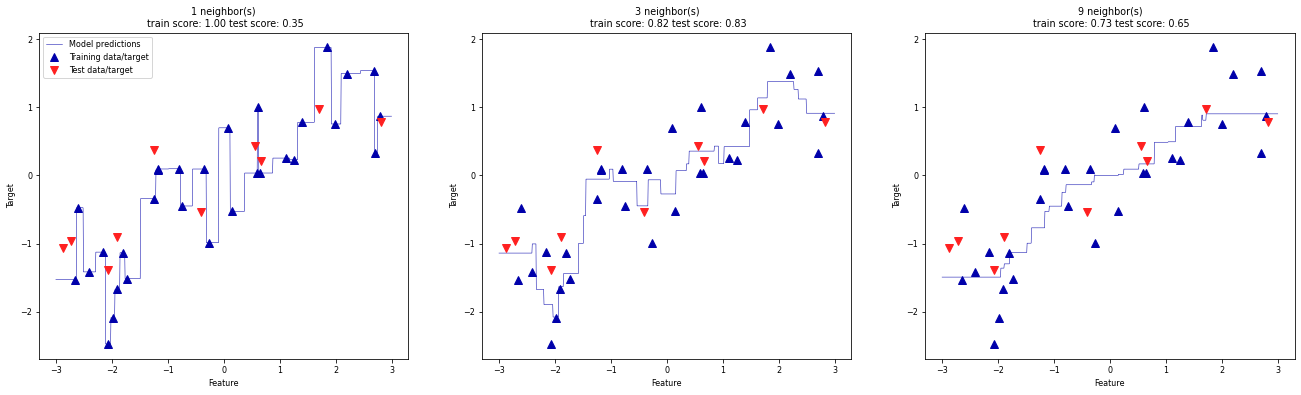 1 neighbor(s)
train score: 1.00 test score: 0.35
Model predictions
Training data/target
Test data/target
2
1
0
−1
−2
Target
−3
−2
−1
0
1
2
3
Feature
3 neighbor(s)
train score: 0.82 test score: 0.83
2
1
0
−1
−2
Target
−3
−2
−1
0
1
2
3
Feature
9 neighbor(s)
train score: 0.73 test score: 0.65
2
1
0
−1
−2
Target
−3
−2
−1
0
1
2
3
Feature